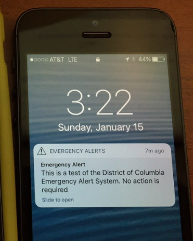 AT&T LTE 44%
3:22
Sunday, January 15
EMERGENCY ALERTS 7m ago
Emergency Alert
This is a test of the District of Columbia
Emergency Alert System. No action is
required
Slide to open